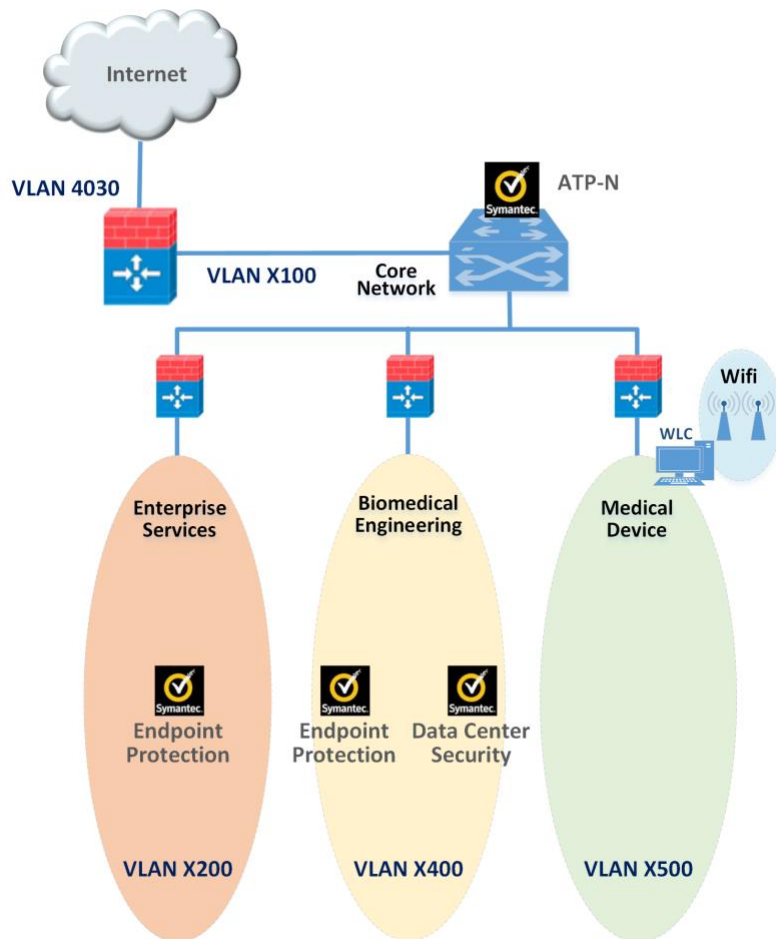 Internet
VLAN 4030
Symantec.
ATP-N
VLAN X100
Core
Network
Wifi
WLC
Enterprise
Services
Biomedical
Engineering
Medical
Device
Symantec.
Endpoint
Protection
Symantec.
Endpoint
Protection
Symantec.
Data Center
Security
VLAN X200
VLAN X400
VLAN X500